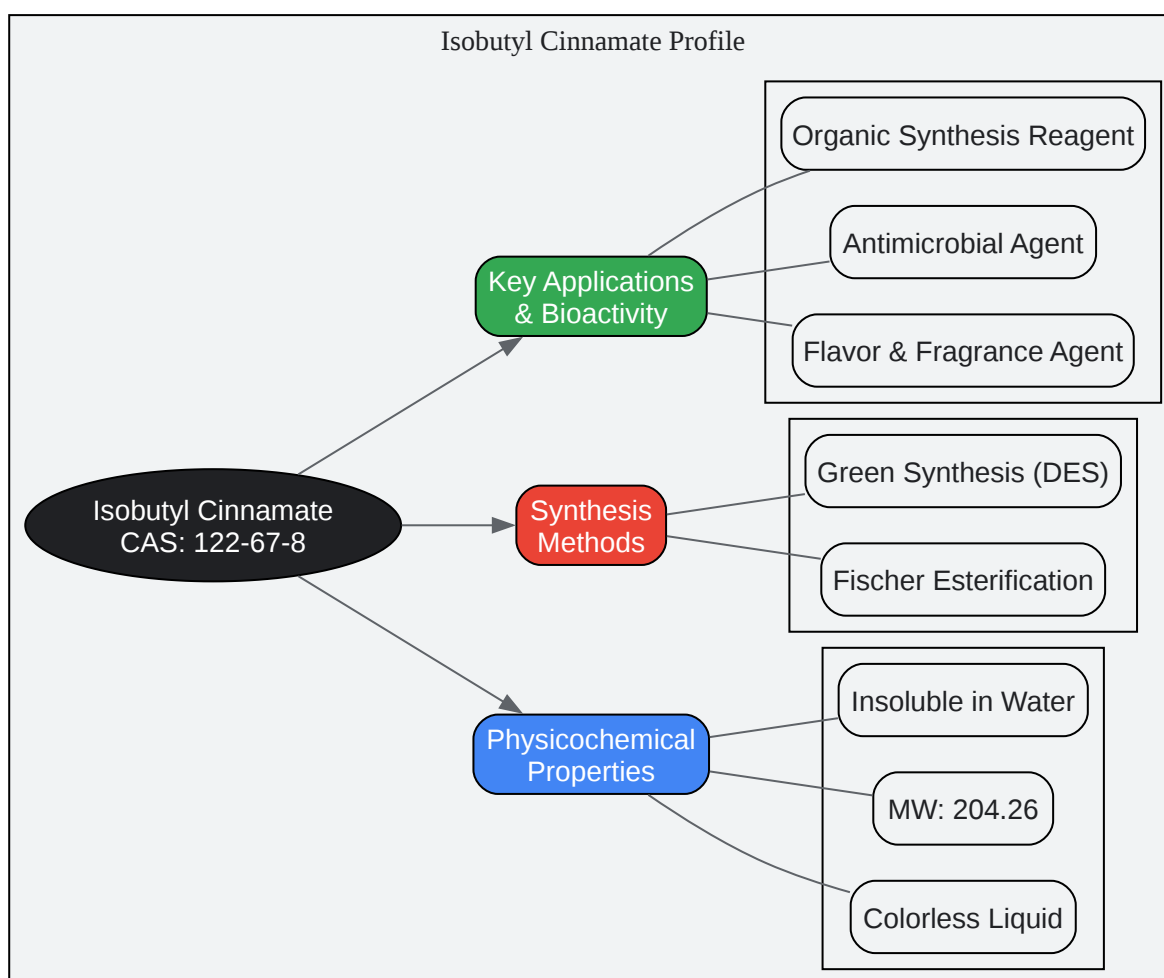 Isobutyl Cinnamate Profile
Isobutyl Cinnamate
CAS: 122-67-8
Key Applications
& Bioactivity
Organic Synthesis Reagent
Antimicrobial Agent
Flavor & Fragrance Agent
Synthesis
Methods
Green Synthesis (DES)
Fischer Esterification
Physicochemical
Properties
Insoluble in Water
MW: 204.26
Colorless Liquid